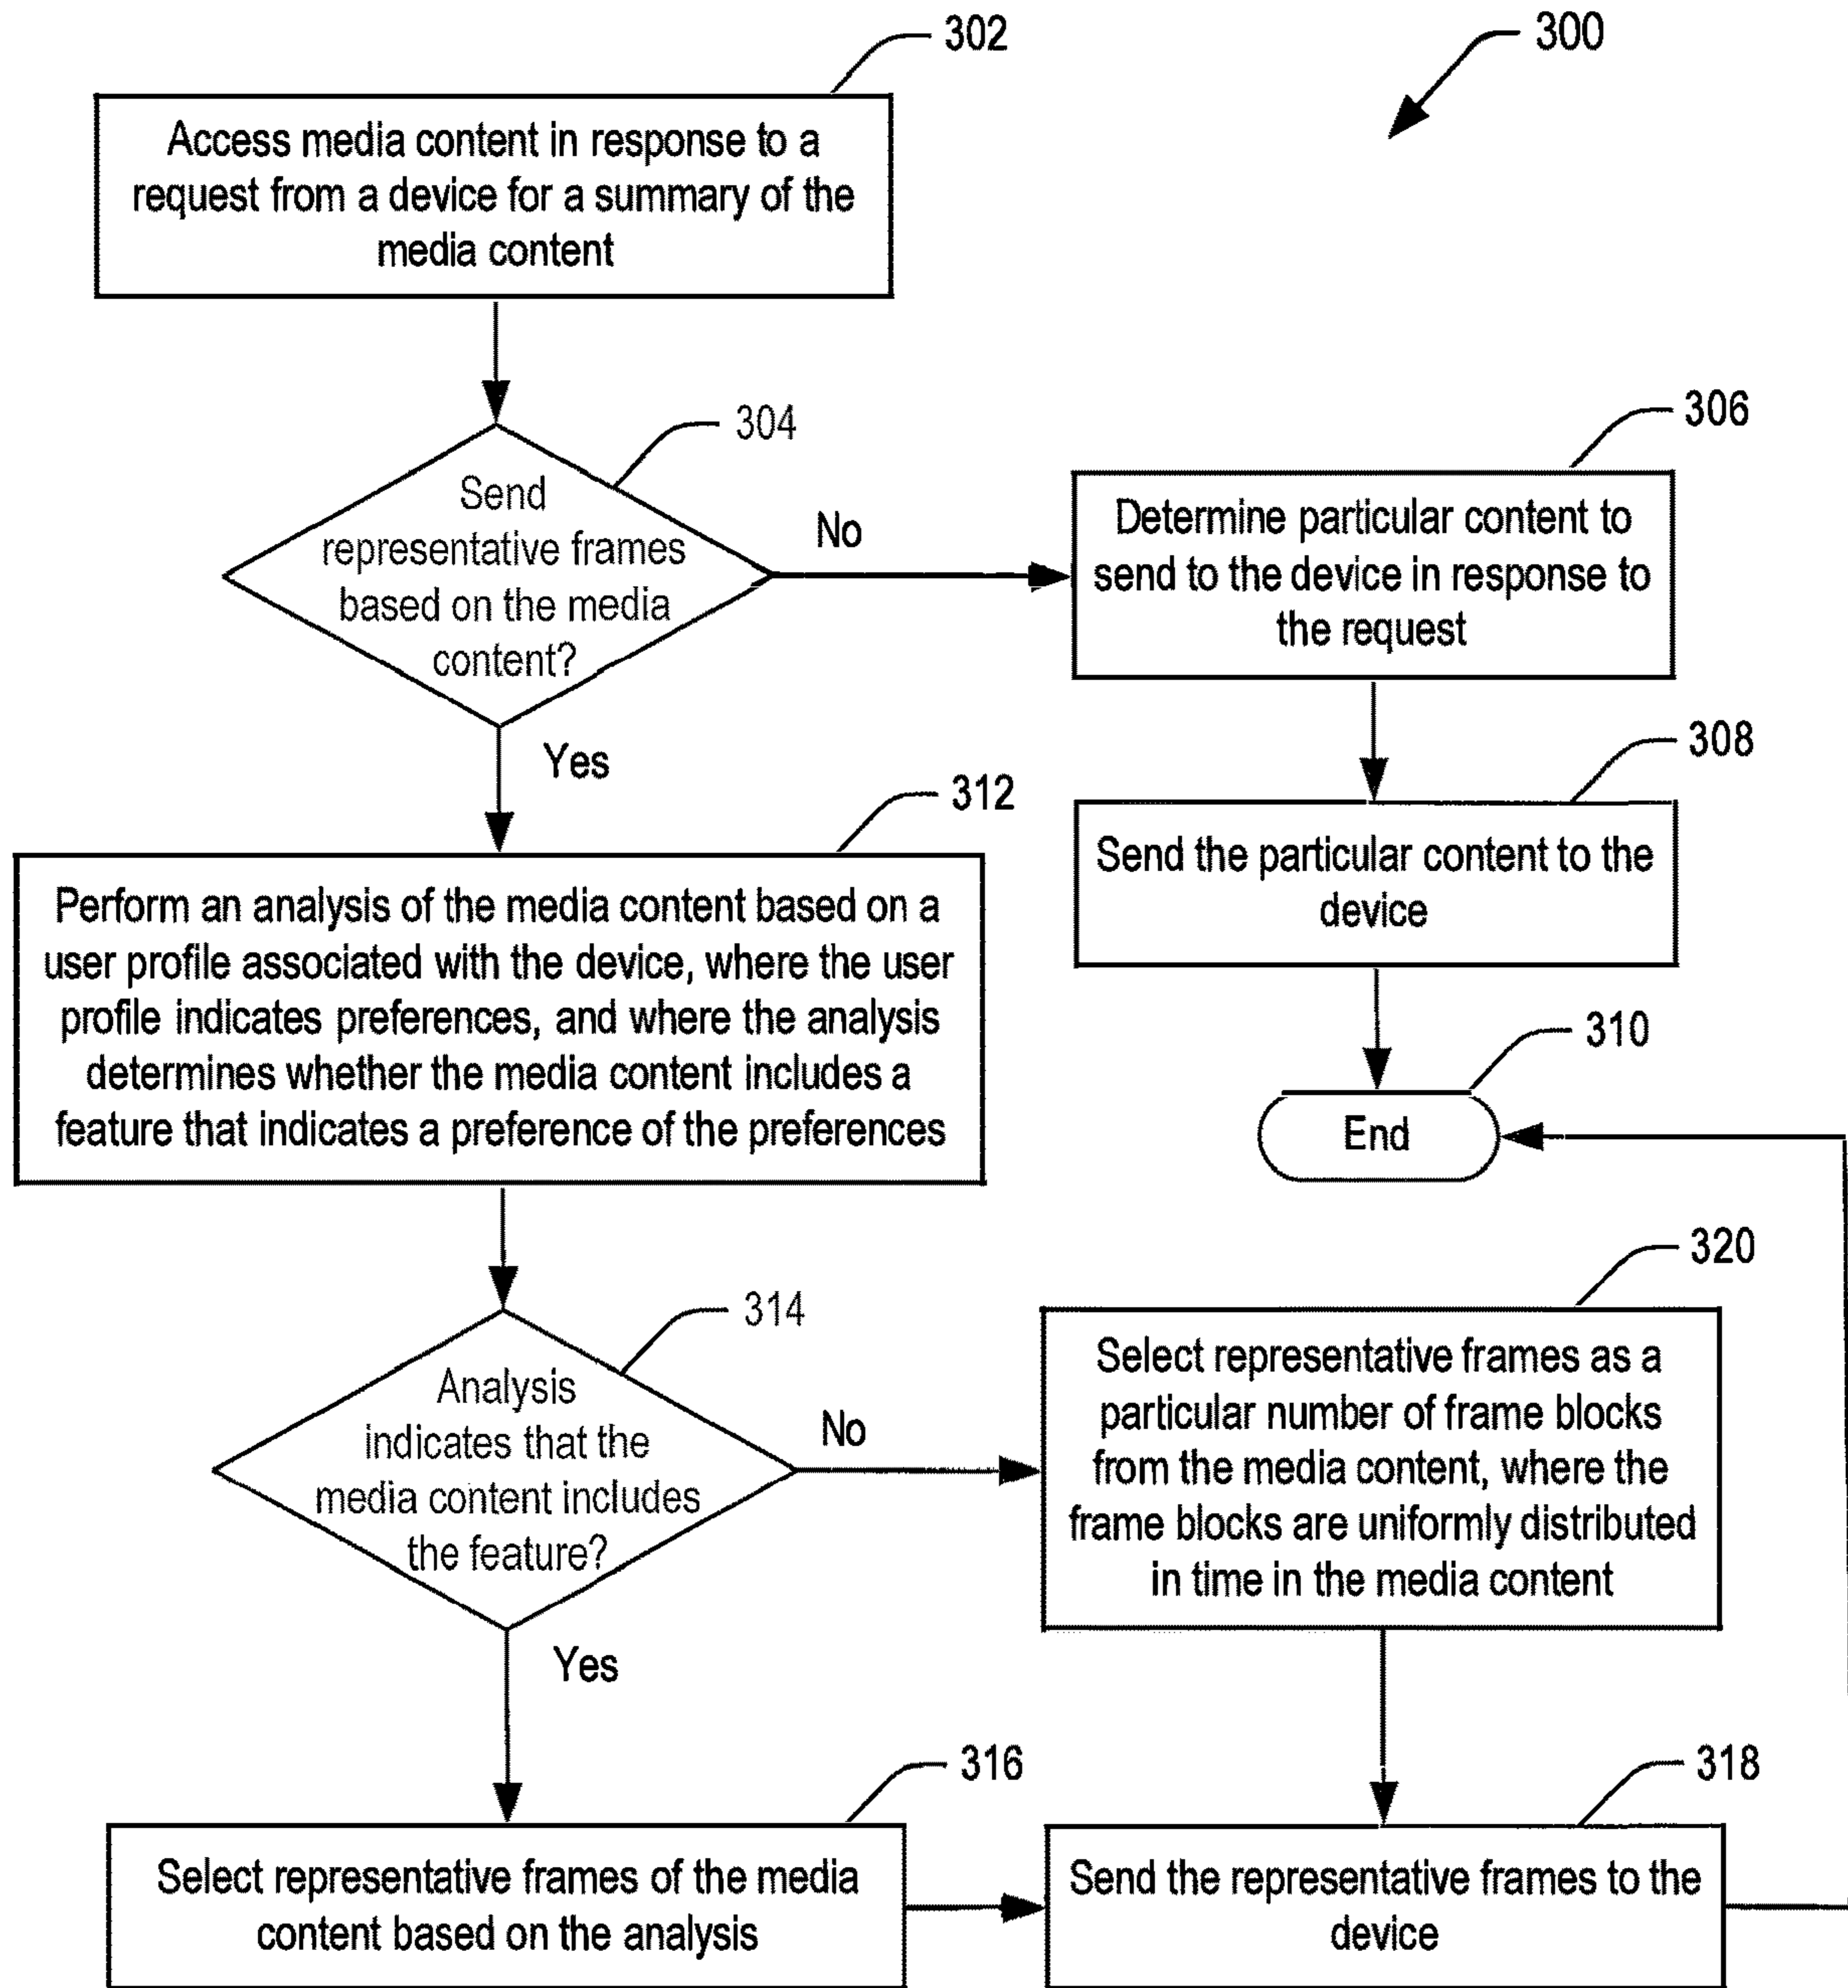 302
300
Access media content in response to a
request from a device for a summary of the
media content
304
Send
representative frames
based on the media
content?
No
Yes
306
Determine particular content to
send to the device in response to
the request
308
Send the particular content to the
device
310
End
312
Perform an analysis of the media content based on a
user profile associated with the device, where the user
profile indicates preferences, and where the analysis
determines whether the media content includes a
feature that indicates a preference of the preferences
314
Analysis
indicates that the
media content includes
the feature?
No
Yes
320
Select representative frames as a
particular number of frame blocks
from the media content, where the
frame blocks are uniformly distributed
in time in the media content
316
Select representative frames of the media
content based on the analysis
318
Send the representative frames to the
device